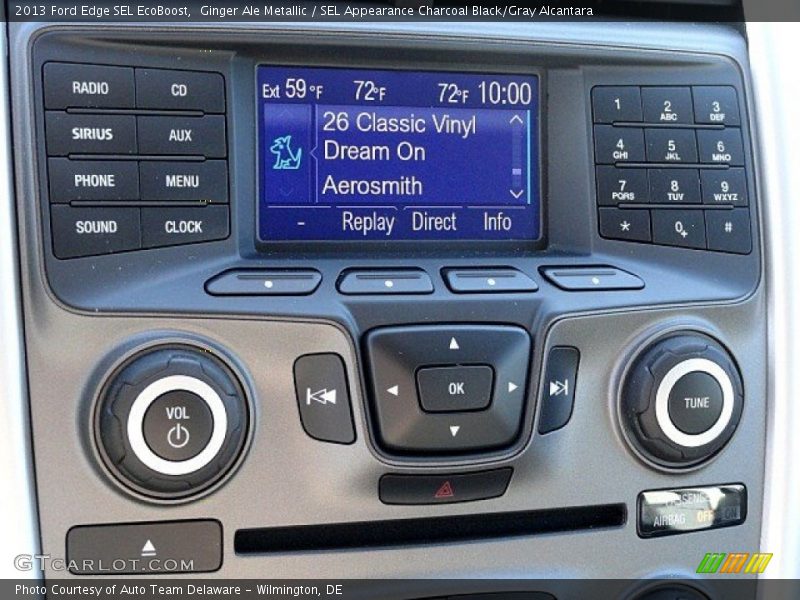 2013 Ford Edge SEL EcoBoost,  Ginger Ale Metallic / SEL Appearance Charcoal Black/Gray Alcantara
RADIO CD
SIRIUS AUX
PHONE MENU
SOUND CLOCK
Ext 59°F 72°F 72°F 10:00
26 Classic Vinyl
Dream On
Aerosmith
- Replay Direct Info
1 2 ABC 3 DEF
4 GHI 5 JKL 6 MNO
7 PQRS 8 TUV 9 WXYZ
* 0+ #
VOL
OK
TUNE
PASSENGER
AIRBAG OFF ON
GTCARLOT.COM
Photo Courtesy of Auto Team Delaware – Wilmington, DE